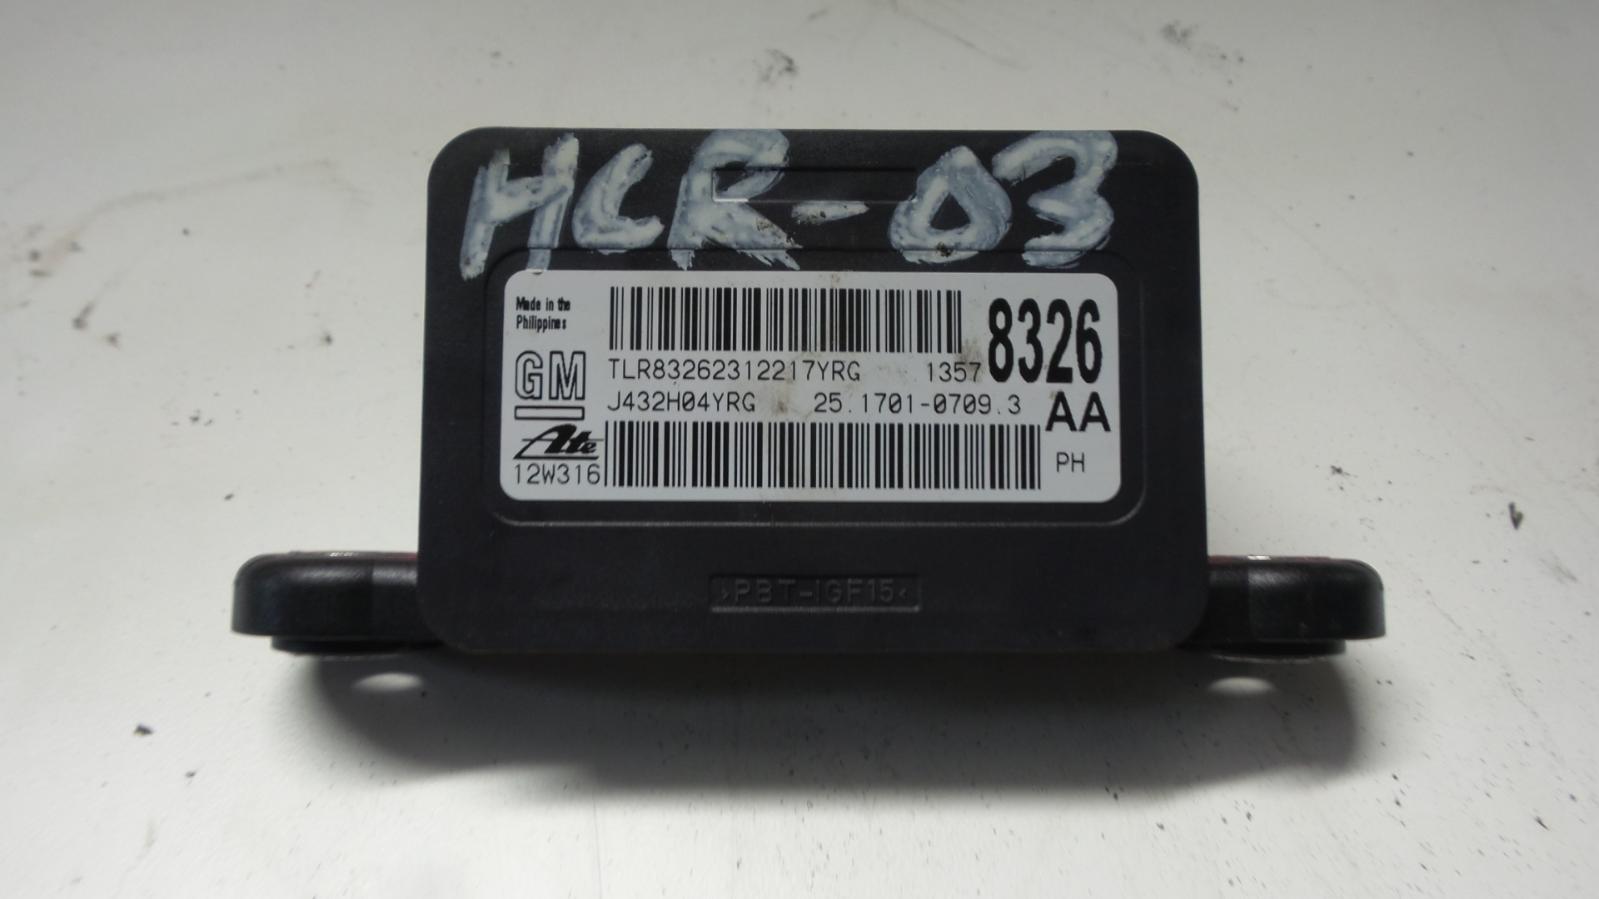 HCR-03
Made in the
Philippines
GM
TLR83262312217YRG 1357 8326
J432H04YRG 25.1701-0709.3 AA
Ate
12W316 PH
>PBT-IGF15<